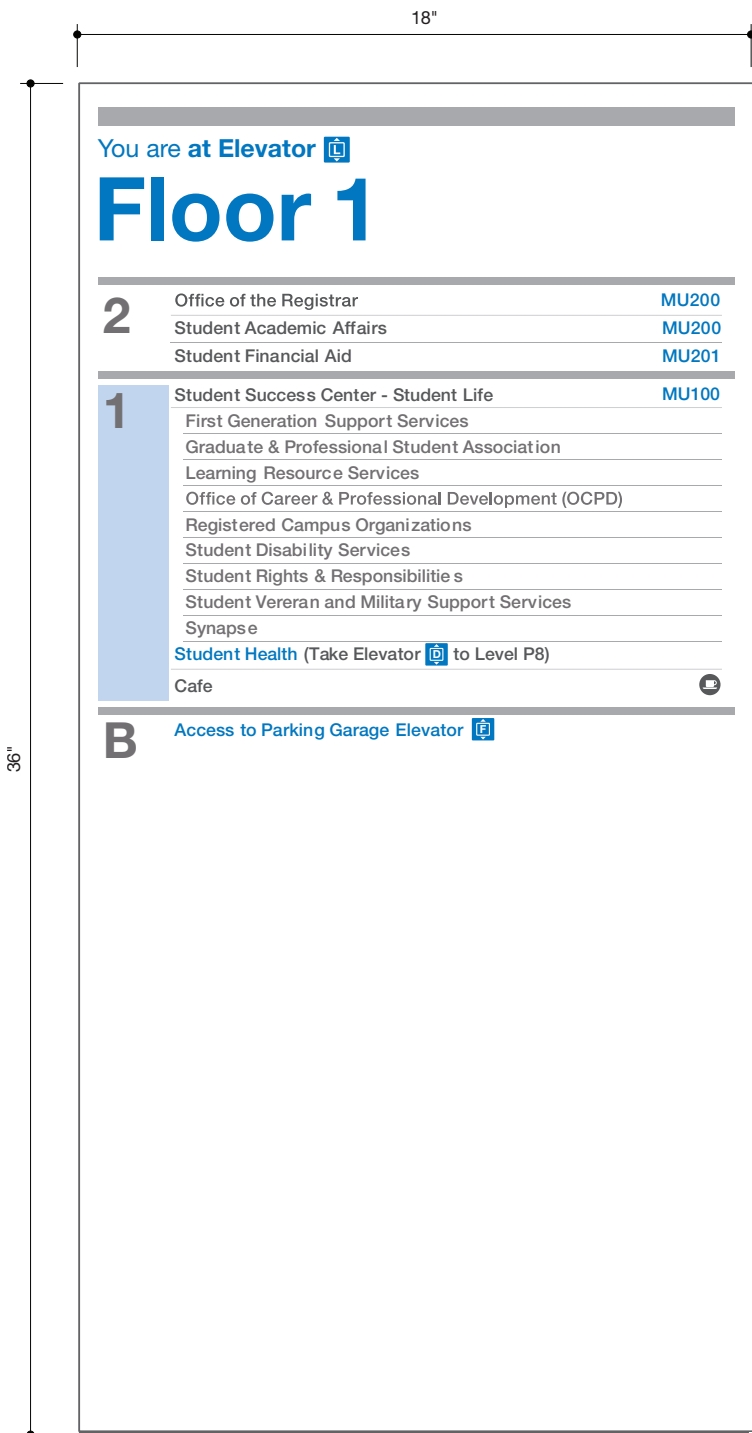 18"
36"
You are at Elevator L
Floor 1
2
Office of the Registrar MU200
Student Academic Affairs MU200
Student Financial Aid MU201
1
Student Success Center - Student Life MU100
First Generation Support Services
Graduate & Professional Student Association
Learning Resource Services
Office of Career & Professional Development (OCPD)
Registered Campus Organizations
Student Disability Services
Student Rights & Responsibilities
Student Vereran and Military Support Services
Synapse
Student Health (Take Elevator D to Level P8)
Cafe
B
Access to Parking Garage Elevator F